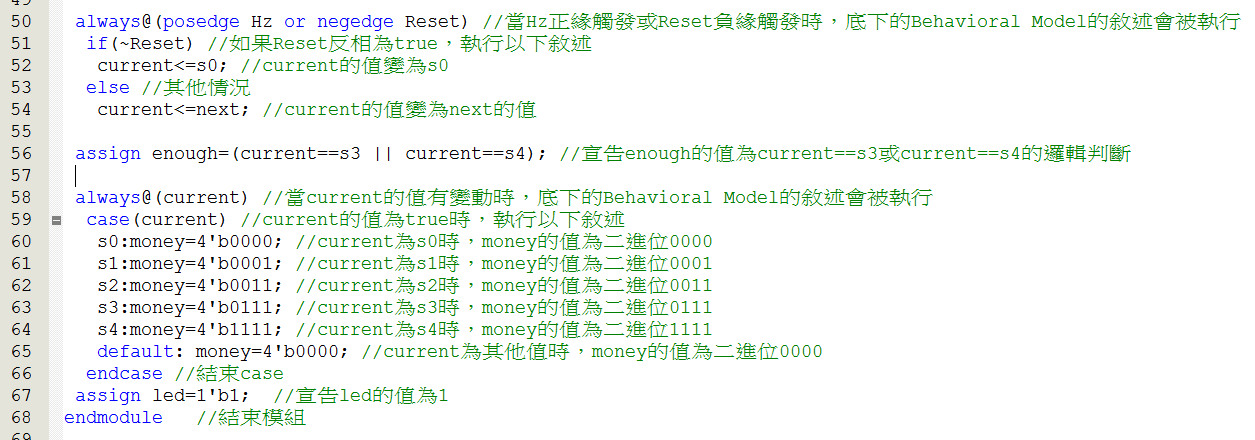 50 always@(posedge Hz or negedge Reset) //當Hz正緣觸發或Reset負緣觸發時，底下的Behavioral Model的敘述會被執行
51 if(~Reset) //如果Reset反相為true，執行以下敘述
52 current<=s0; //current的值變為s0
53 else //其他情況
54 current<=next; //current的值變為next的值
55
56 assign enough=(current==s3 || current==s4); //宣告enough的值為current==s3或current==s4的邏輯判斷
57
58 always@(current) //當current的值有變動時，底下的Behavioral Model的敘述會被執行
59 case(current) //current的值為true時，執行以下敘述
60 s0:money=4'b0000; //current為s0時，money的值為二進位0000
61 s1:money=4'b0001; //current為s1時，money的值為二進位0001
62 s2:money=4'b0011; //current為s2時，money的值為二進位0011
63 s3:money=4'b0111; //current為s3時，money的值為二進位0111
64 s4:money=4'b1111; //current為s4時，money的值為二進位1111
65 default: money=4'b0000; //current為其他值時，money的值為二進位0000
66 endcase //結束case
67 assign led=1'b1; //宣告led的值為1
68 endmodule //結束模組